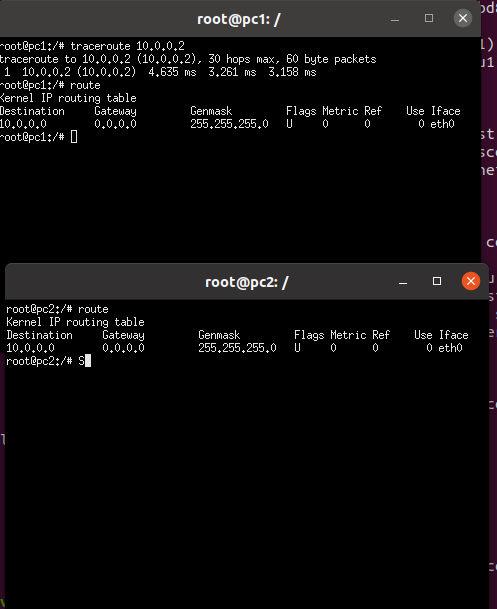 root@pc1: /
root@pc1:/# traceroute 10.0.0.2
traceroute to 10.0.0.2 (10.0.0.2), 30 hops max, 60 byte packets
 1  10.0.0.2 (10.0.0.2)  4.635 ms  3.261 ms  3.158 ms
root@pc1:/# route
Kernel IP routing table
Destination     Gateway         Genmask         Flags Metric Ref    Use Iface
10.0.0.0        0.0.0.0         255.255.255.0   U     0      0        0 eth0
root@pc1:/#
root@pc2: /
root@pc2:/# route
Kernel IP routing table
Destination     Gateway         Genmask         Flags Metric Ref    Use Iface
10.0.0.0        0.0.0.0         255.255.255.0   U     0      0        0 eth0
root@pc2:/# S